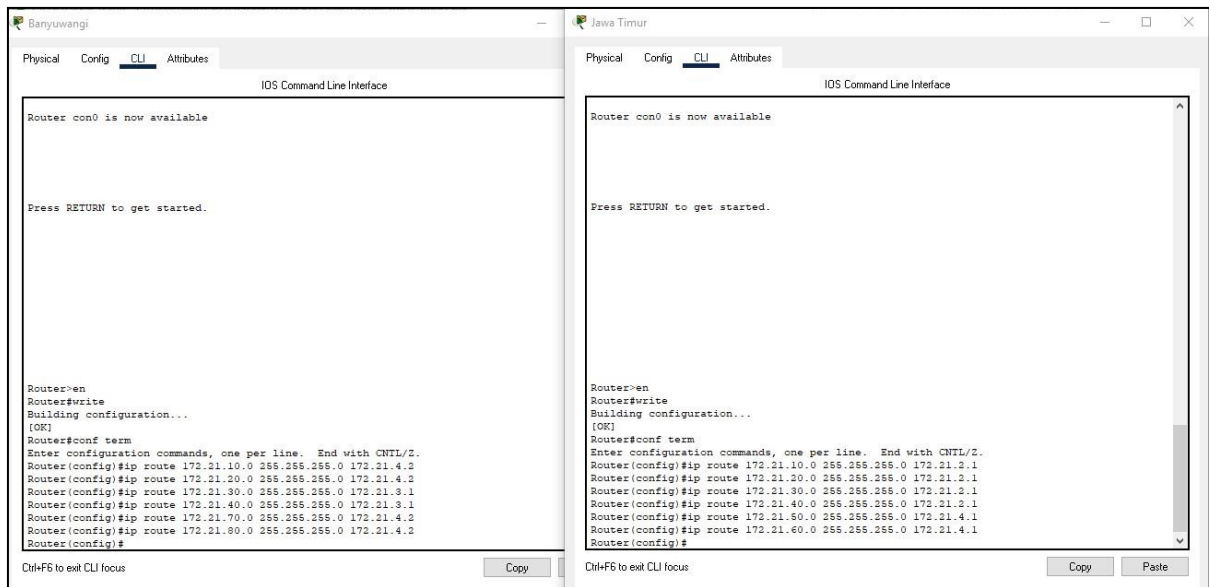 Banyuwangi
Physical Config CLI Attributes
IOS Command Line Interface
Router con0 is now available
Press RETURN to get started.
Router>en
Router#write
Building configuration...
[OK]
Router#conf term
Enter configuration commands, one per line. End with CNTL/Z.
Router(config)#ip route 172.21.10.0 255.255.255.0 172.21.4.2
Router(config)#ip route 172.21.20.0 255.255.255.0 172.21.4.2
Router(config)#ip route 172.21.30.0 255.255.255.0 172.21.3.1
Router(config)#ip route 172.21.40.0 255.255.255.0 172.21.3.1
Router(config)#ip route 172.21.70.0 255.255.255.0 172.21.4.2
Router(config)#ip route 172.21.80.0 255.255.255.0 172.21.4.2
Router(config)#
Ctrl+F6 to exit CLI focus
Copy
Jawa Timur
Physical Config CLI Attributes
IOS Command Line Interface
Router con0 is now available
Press RETURN to get started.
Router>en
Router#write
Building configuration...
[OK]
Router#conf term
Enter configuration commands, one per line. End with CNTL/Z.
Router(config)#ip route 172.21.10.0 255.255.255.0 172.21.2.1
Router(config)#ip route 172.21.20.0 255.255.255.0 172.21.2.1
Router(config)#ip route 172.21.30.0 255.255.255.0 172.21.2.1
Router(config)#ip route 172.21.40.0 255.255.255.0 172.21.2.1
Router(config)#ip route 172.21.50.0 255.255.255.0 172.21.4.1
Router(config)#ip route 172.21.60.0 255.255.255.0 172.21.4.1
Router(config)#
Ctrl+F6 to exit CLI focus
Copy Paste